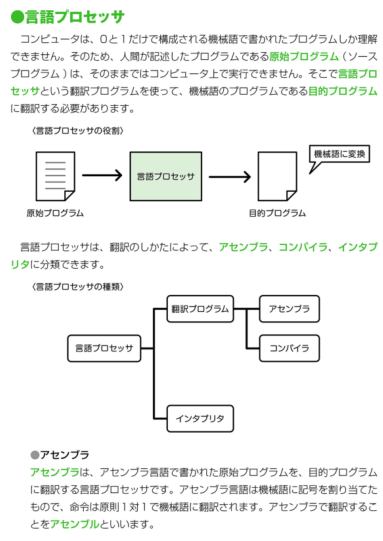 ●言語プロセッサ
コンピュータは、0と1だけで構成される機械語で書かれたプログラムしか理解
できません。そのため、人間が記述したプログラムである原始プログラム（ソース
プログラム）は、そのままではコンピュータ上で実行できません。そこで言語プロ
セッサという翻訳プログラムを使って、機械語のプログラムである目的プログラム
に翻訳する必要があります。
〈言語プロセッサの役割〉
機械語に変換
言語プロセッサ
原始プログラム
目的プログラム
言語プロセッサは、翻訳のしかたによって、アセンブラ、コンパイラ、インタプ
リタに分類できます。
〈言語プロセッサの種類〉
翻訳プログラム
アセンブラ
言語プロセッサ
コンパイラ
インタプリタ
●アセンブラ
アセンブラは、アセンブラ言語で書かれた原始プログラムを、目的プログラム
に翻訳する言語プロセッサです。アセンブラ言語は機械語に記号を割り当てた
もので、命令は原則1対1で機械語に翻訳されます。アセンブラで翻訳するこ
とをアセンブルといいます。